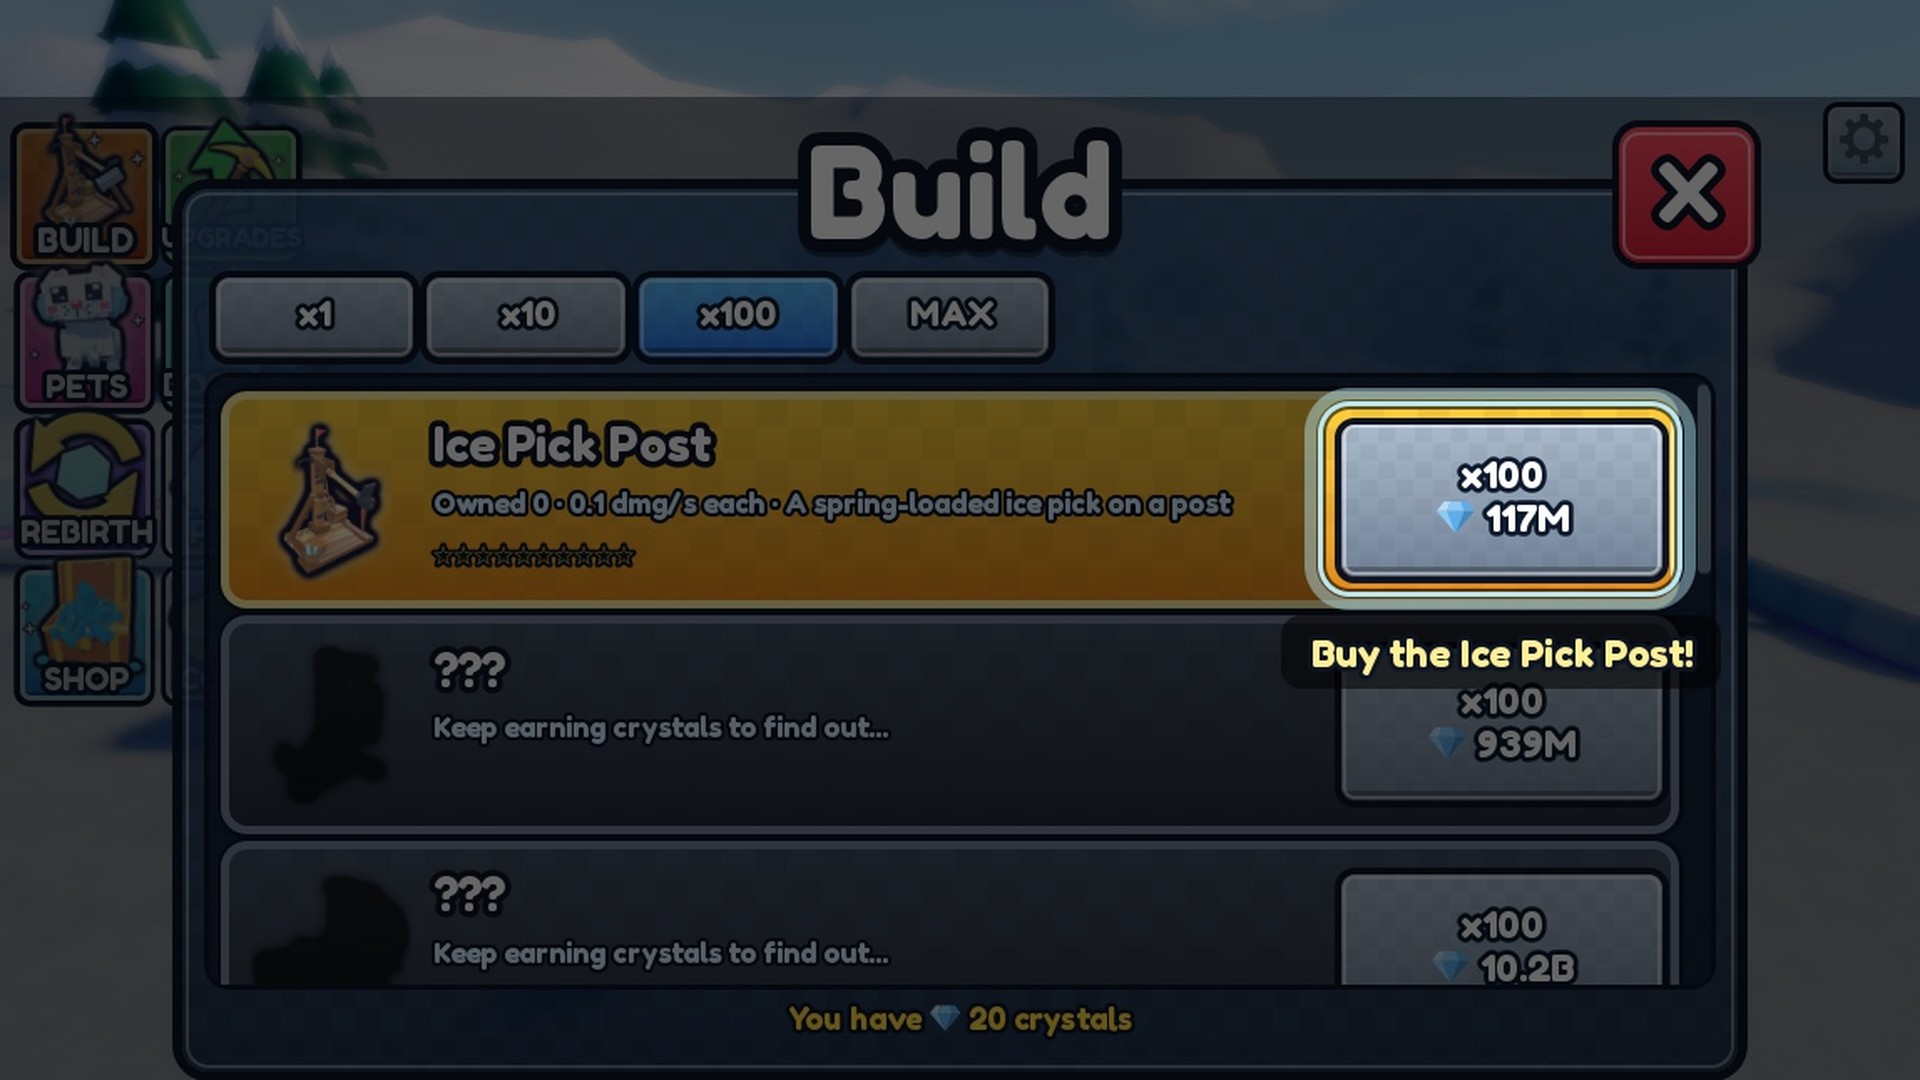 Build
BUILD
UPGRADES
PETS
REBIRTH
SHOP
x1
x10
x100
MAX
Ice Pick Post
Owned 0 · 0.1 dmg/s each · A spring-loaded ice pick on a post
☆☆☆☆☆☆☆☆☆☆
x100
117M
Buy the Ice Pick Post!
???
Keep earning crystals to find out...
x100
939M
???
Keep earning crystals to find out...
x100
10.2B
You have 20 crystals